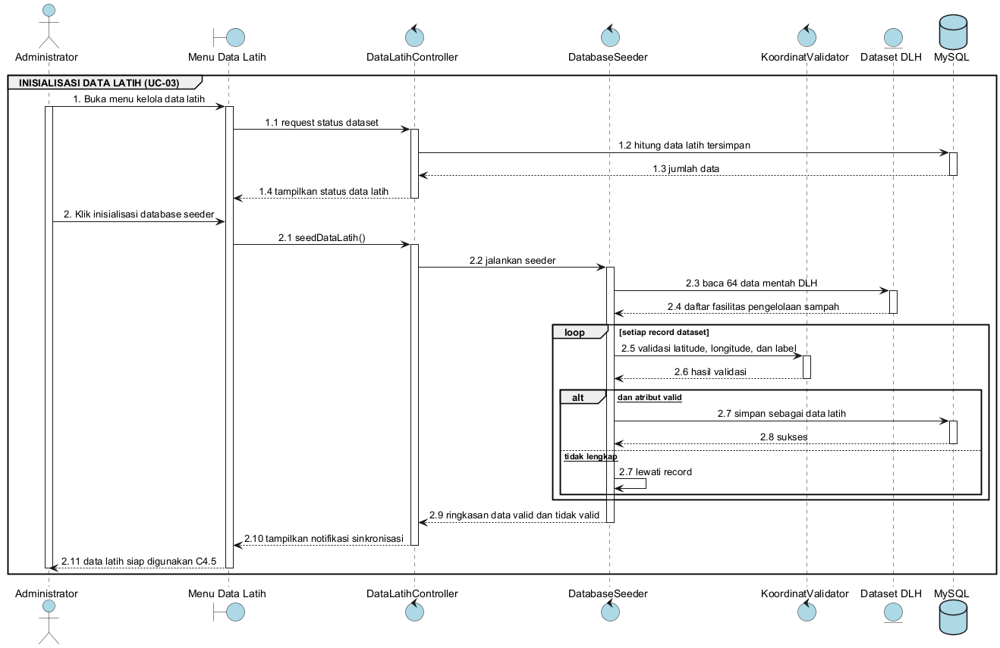 Administrator
Menu Data Latih
DataLatihController
DatabaseSeeder
KoordinatValidator
Dataset DLH
MySQL
INISIALISASI DATA LATIH (UC-03)
1. Buka menu kelola data latih
1.1 request status dataset
1.2 hitung data latih tersimpan
1.3 jumlah data
1.4 tampilkan status data latih
2. Klik inisialisasi database seeder
2.1 seedDataLatih()
2.2 jalankan seeder
2.3 baca 64 data mentah DLH
2.4 daftar fasilitas pengelolaan sampah
loop
[setiap record dataset]
2.5 validasi latitude, longitude, dan label
2.6 hasil validasi
alt
dan atribut valid
2.7 simpan sebagai data latih
2.8 sukses
tidak lengkap
2.7 lewati record
2.9 ringkasan data valid dan tidak valid
2.10 tampilkan notifikasi sinkronisasi
2.11 data latih siap digunakan C4.5
Administrator
Menu Data Latih
DataLatihController
DatabaseSeeder
KoordinatValidator
Dataset DLH
MySQL